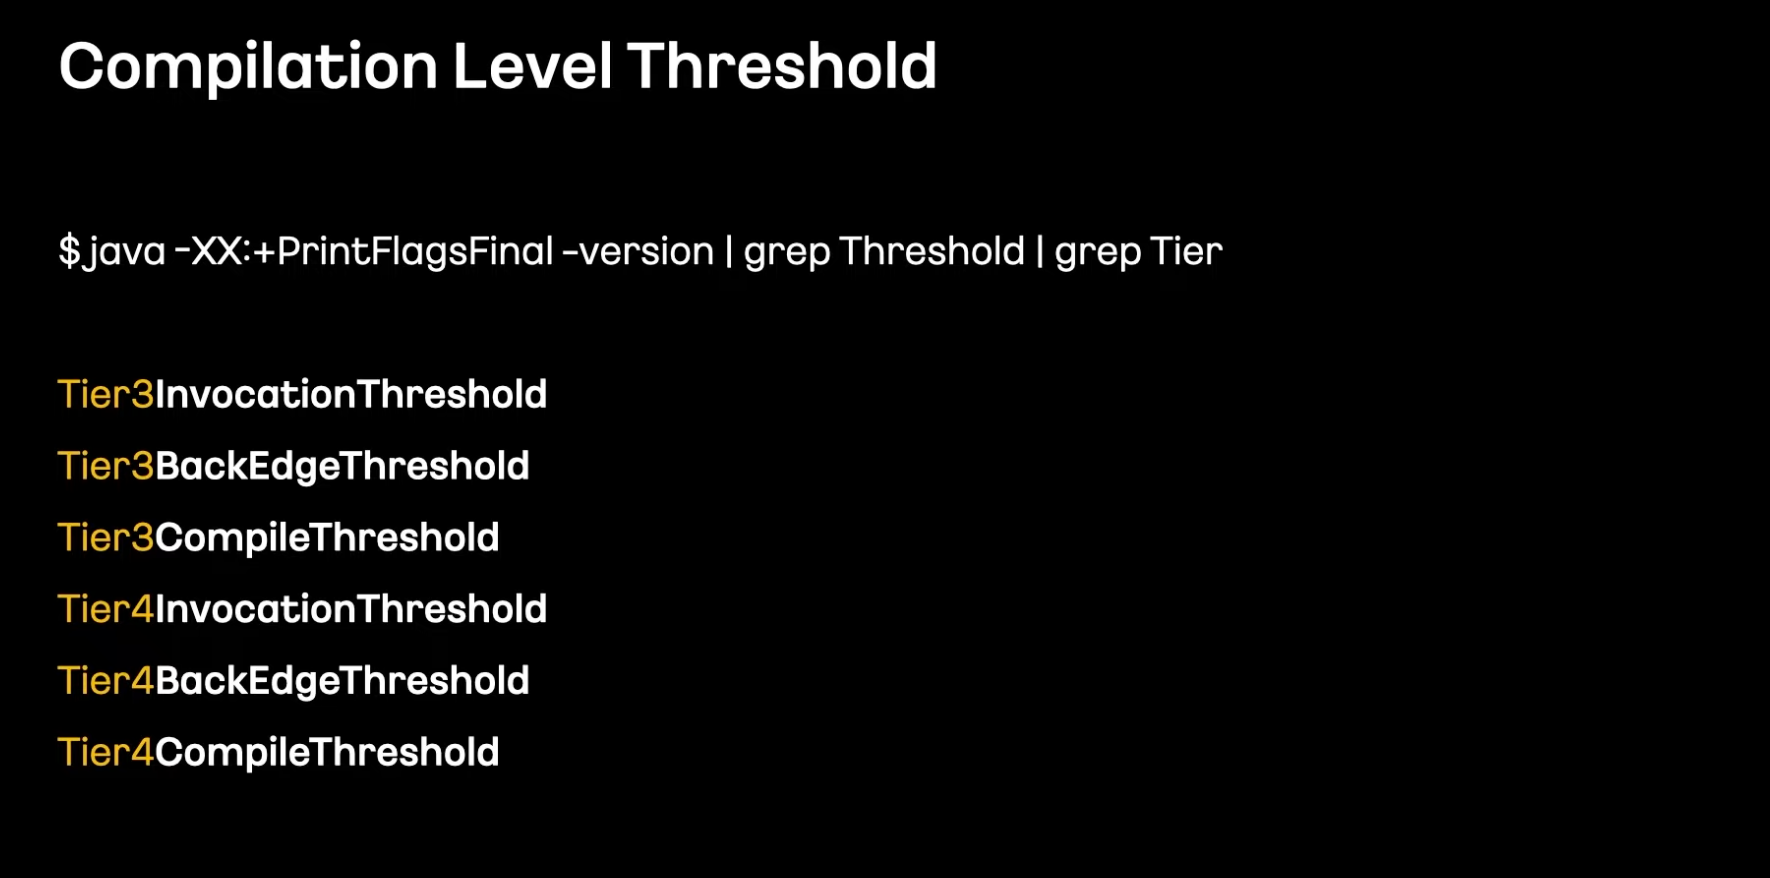 Compilation Level Threshold
$java -XX:+PrintFlagsFinal -version | grep Threshold | grep Tier
Tier3InvocationThreshold
Tier3BackEdgeThreshold
Tier3CompileThreshold
Tier4InvocationThreshold
Tier4BackEdgeThreshold
Tier4CompileThreshold